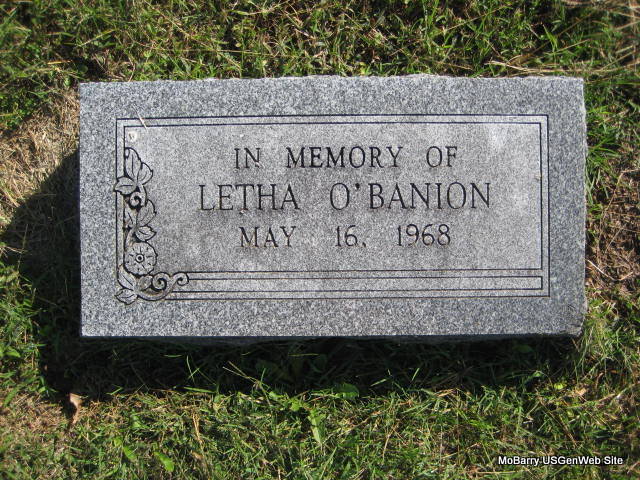 IN MEMORY OF
LETHA O'BANION
MAY 16, 1968
MoBarry USGenWeb Site